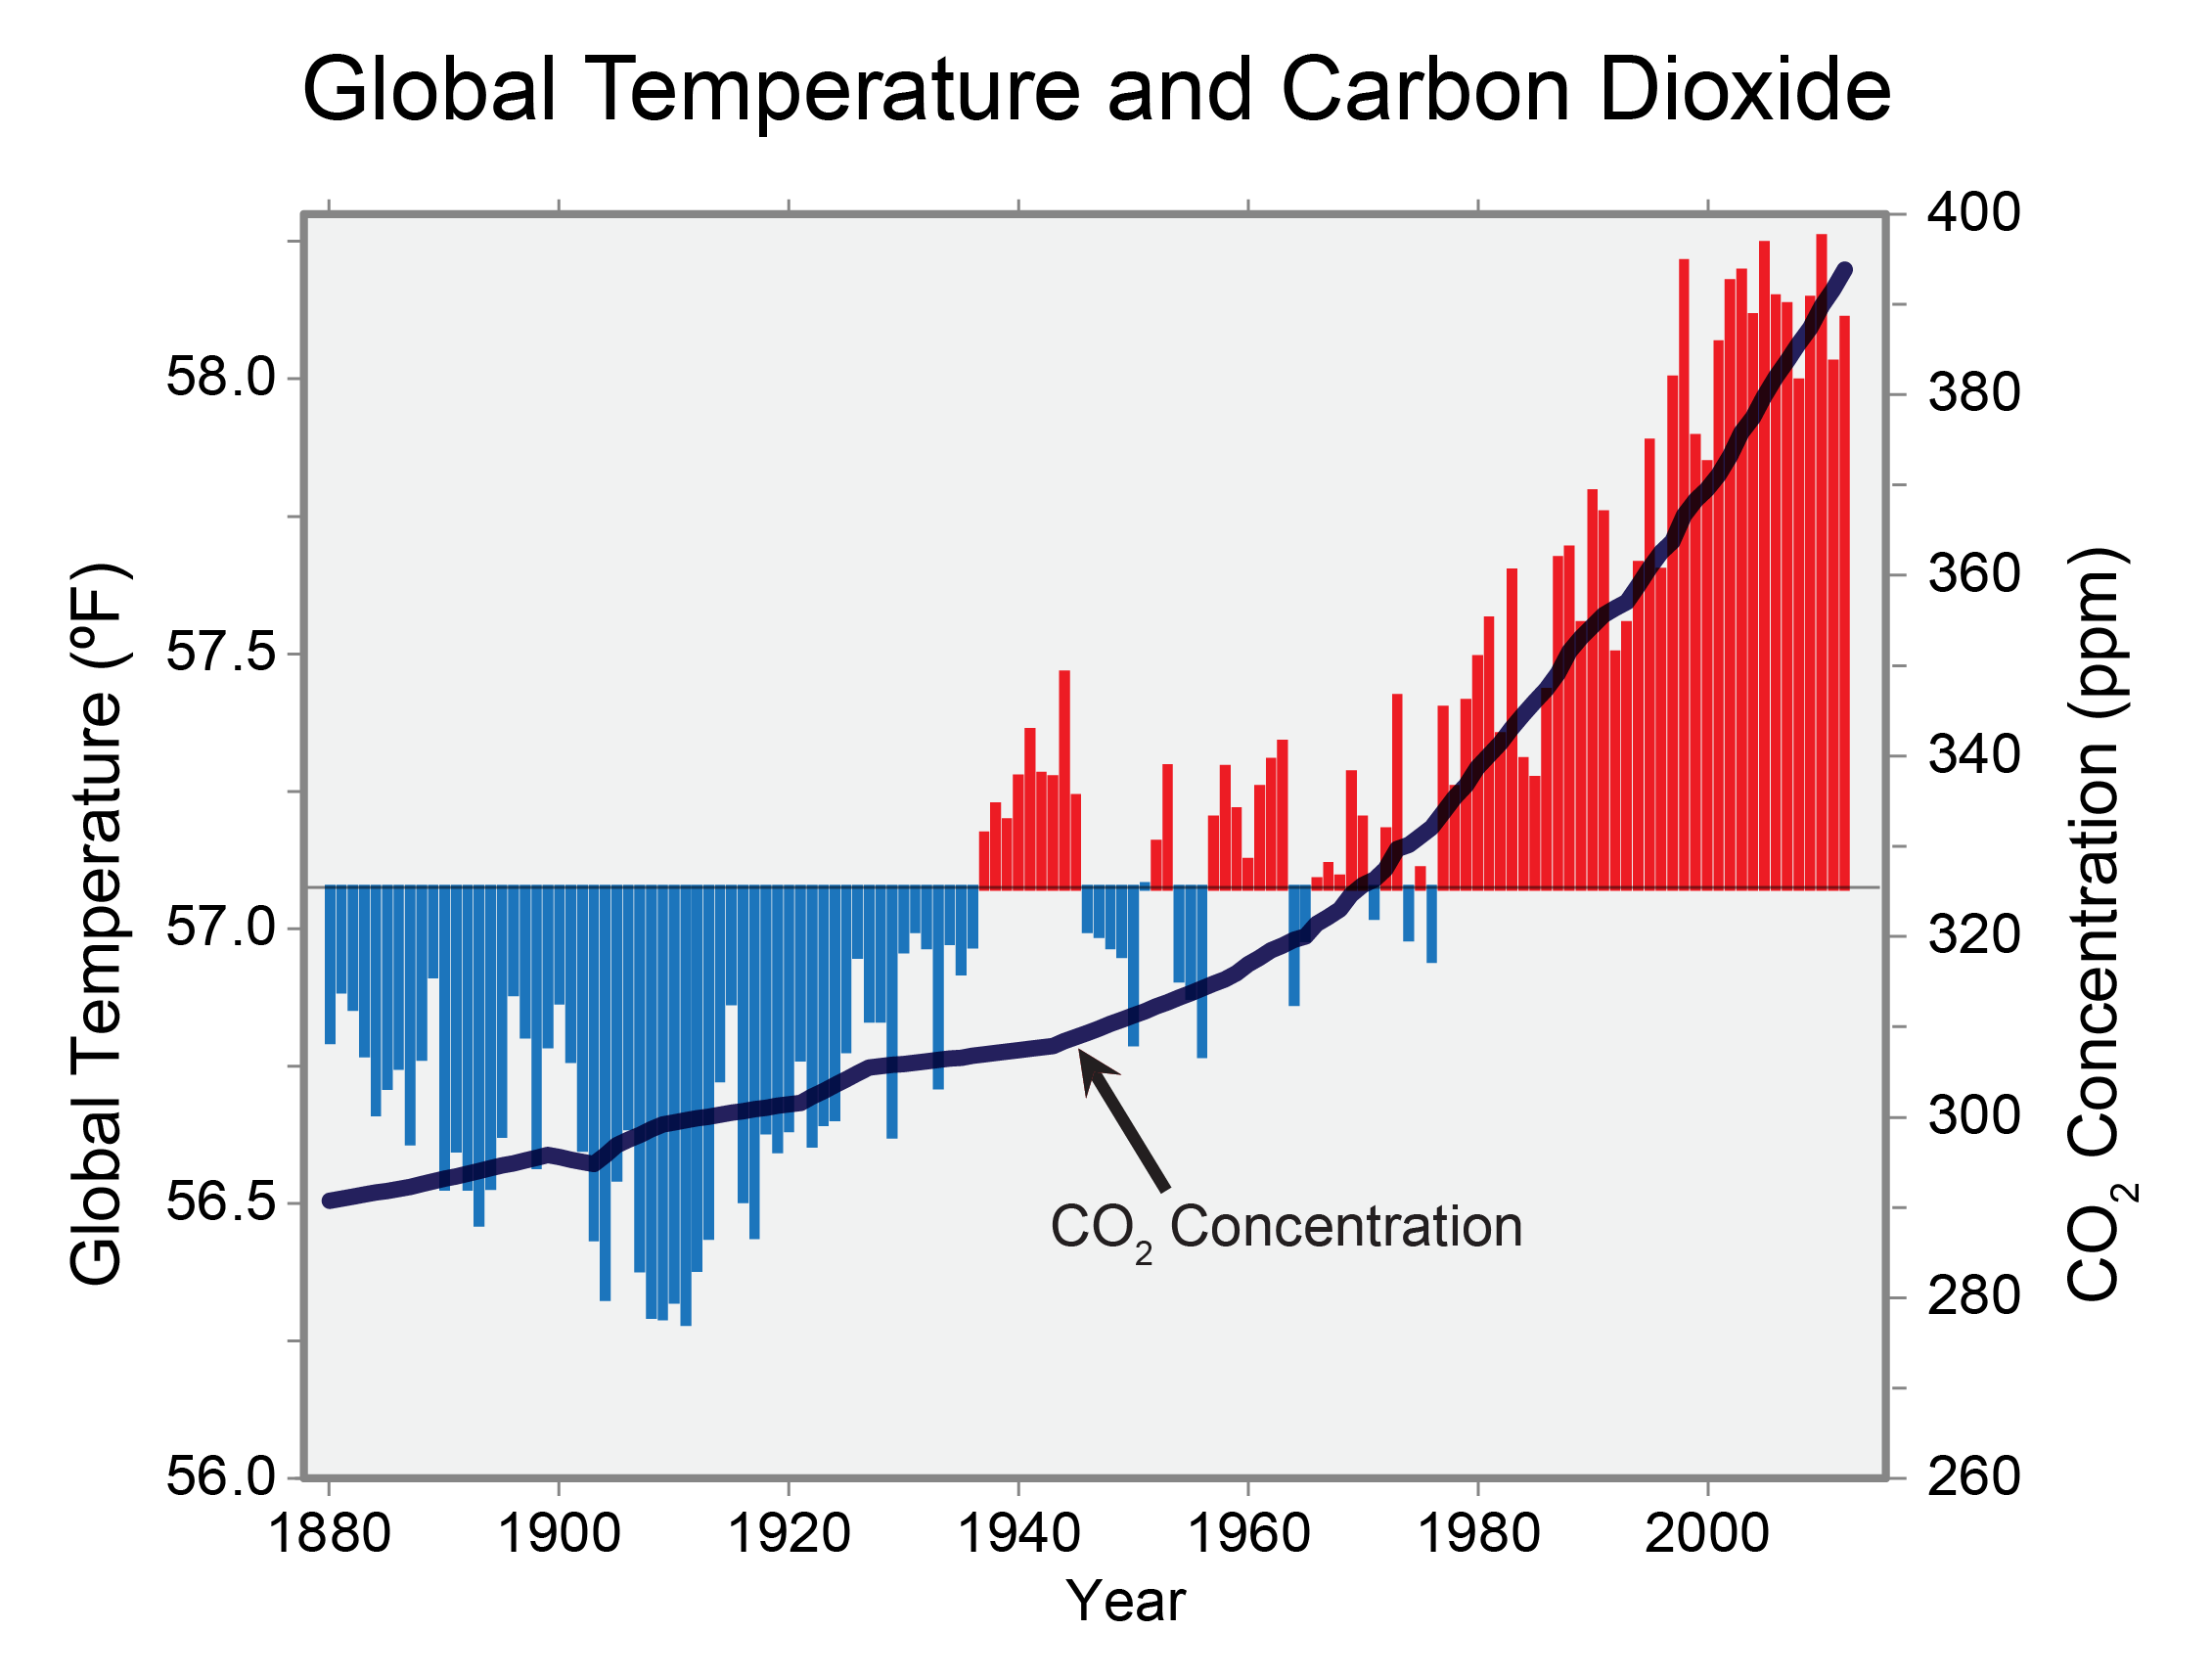 Global Temperature and Carbon Dioxide
Global Temperature (ºF)
58.0
57.5
57.0
56.5
56.0
400
380
360
340
320
300
280
260
CO₂ Concentration (ppm)
CO₂ Concentration
1880 1900 1920 1940 1960 1980 2000
Year